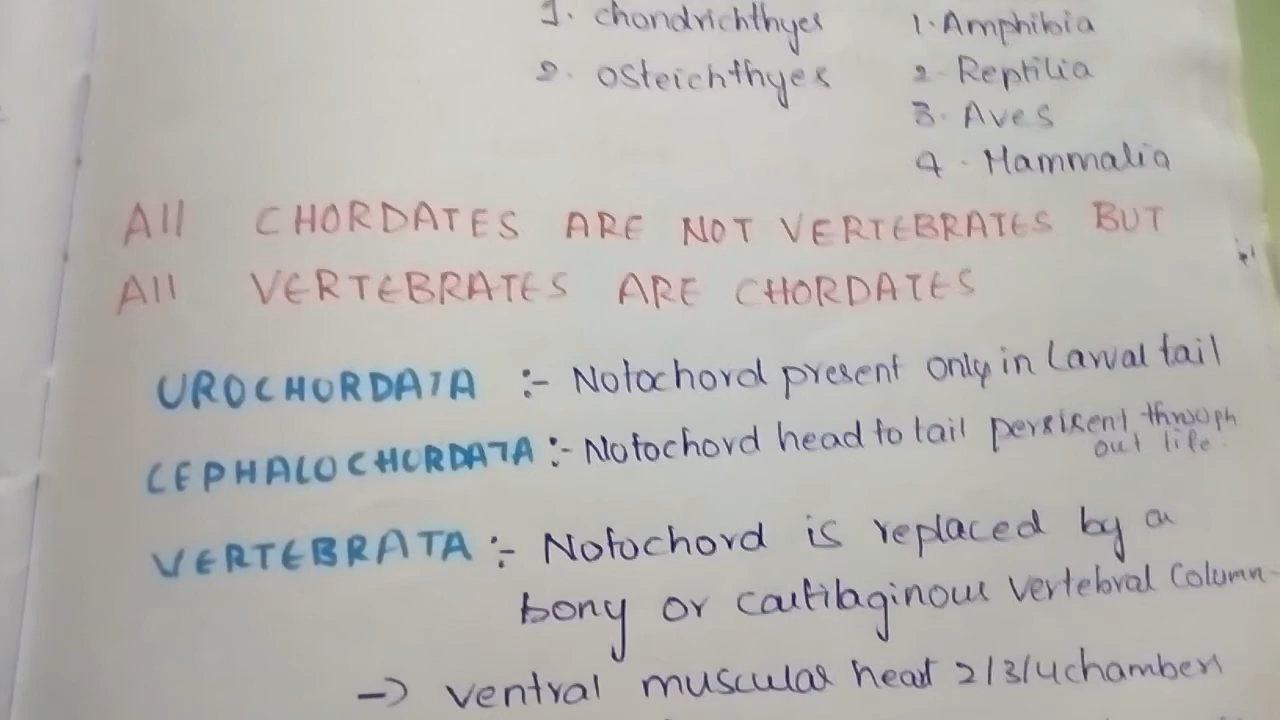 1. chondrichthyes
2. Osteichthyes
1. Amphibia
2. Reptilia
3. Aves
4. Mammalia
All CHORDATES ARE NOT VERTEBRATES BUT
All VERTEBRATES ARE CHORDATES
UROCHORDATA :- Notochord present only in larval tail
CEPHALOCHORDATA :- Notochord head to tail persisent through
out life.
VERTEBRATA :- Notochord is replaced by a
bony or cartilaginous vertebral column
→ ventral muscular heart 2/3/4 chambers